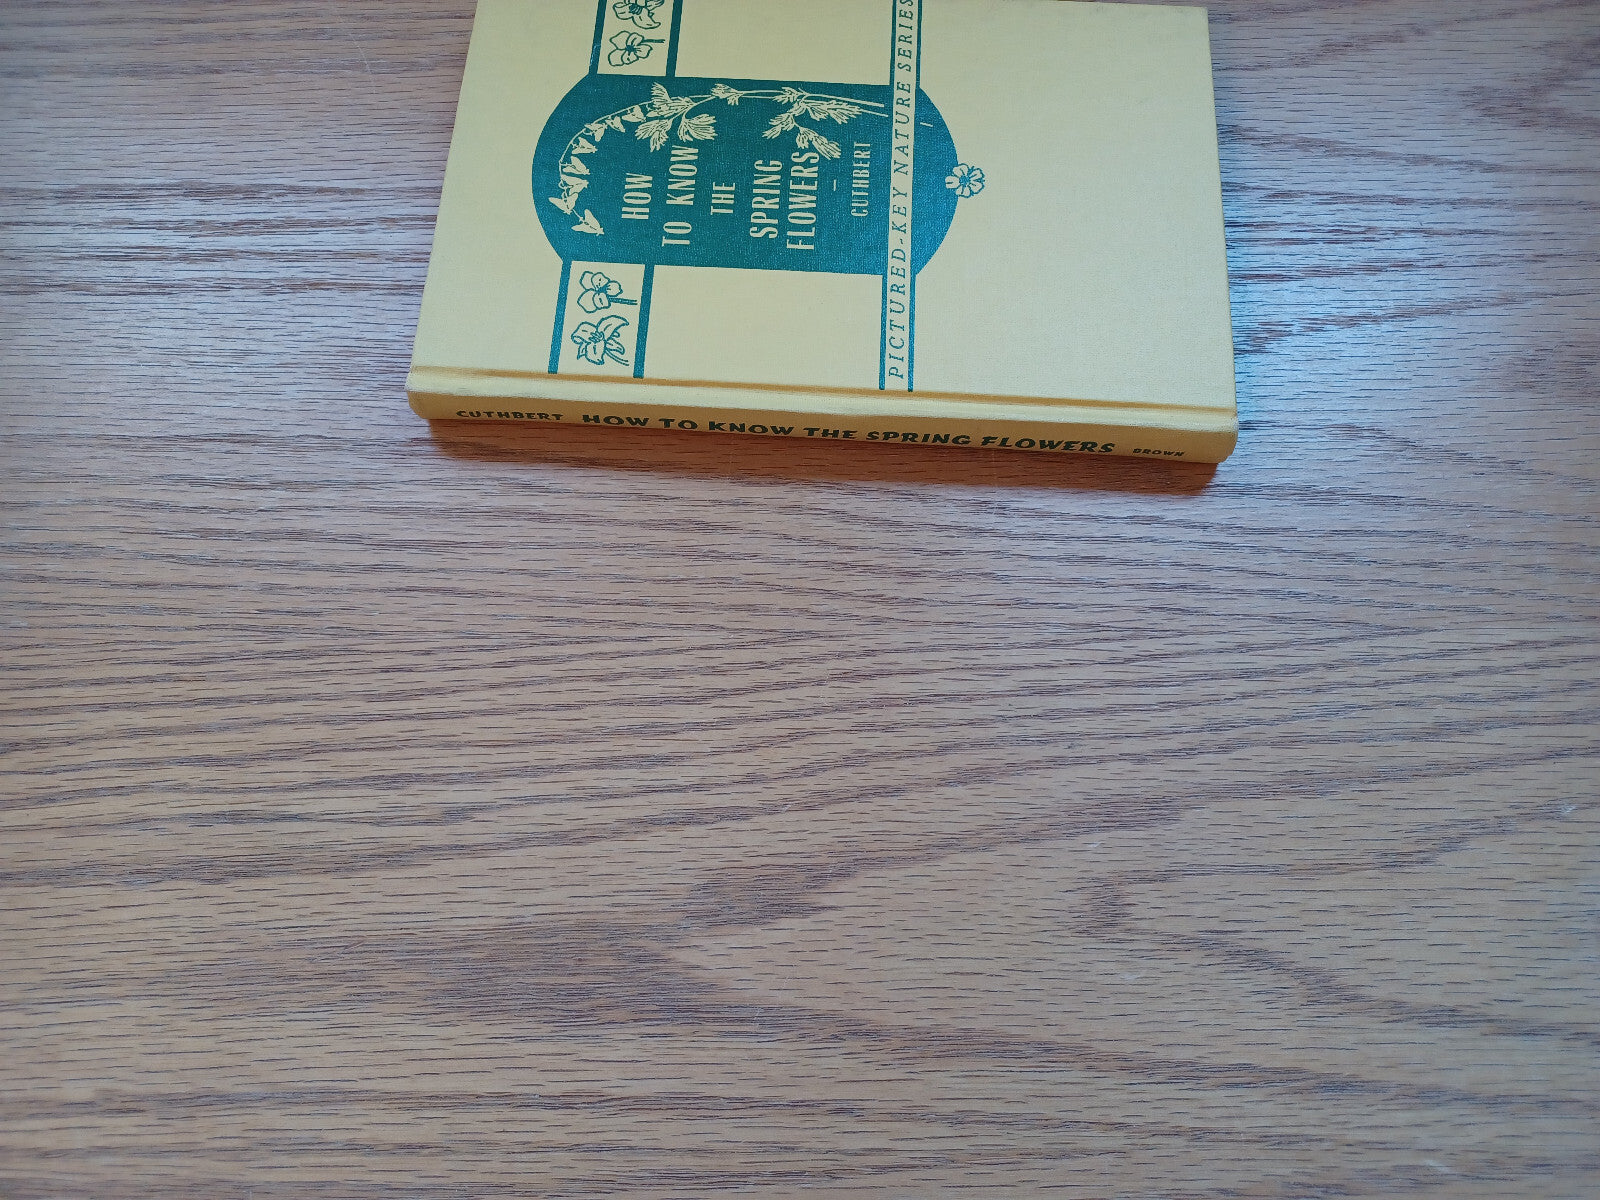 HOW
TO KNOW
THE
SPRING
FLOWERS
—
CUTHBERT
PICTURED-KEY NATURE SERIES
CUTHBERT HOW TO KNOW THE SPRING FLOWERS BROWN